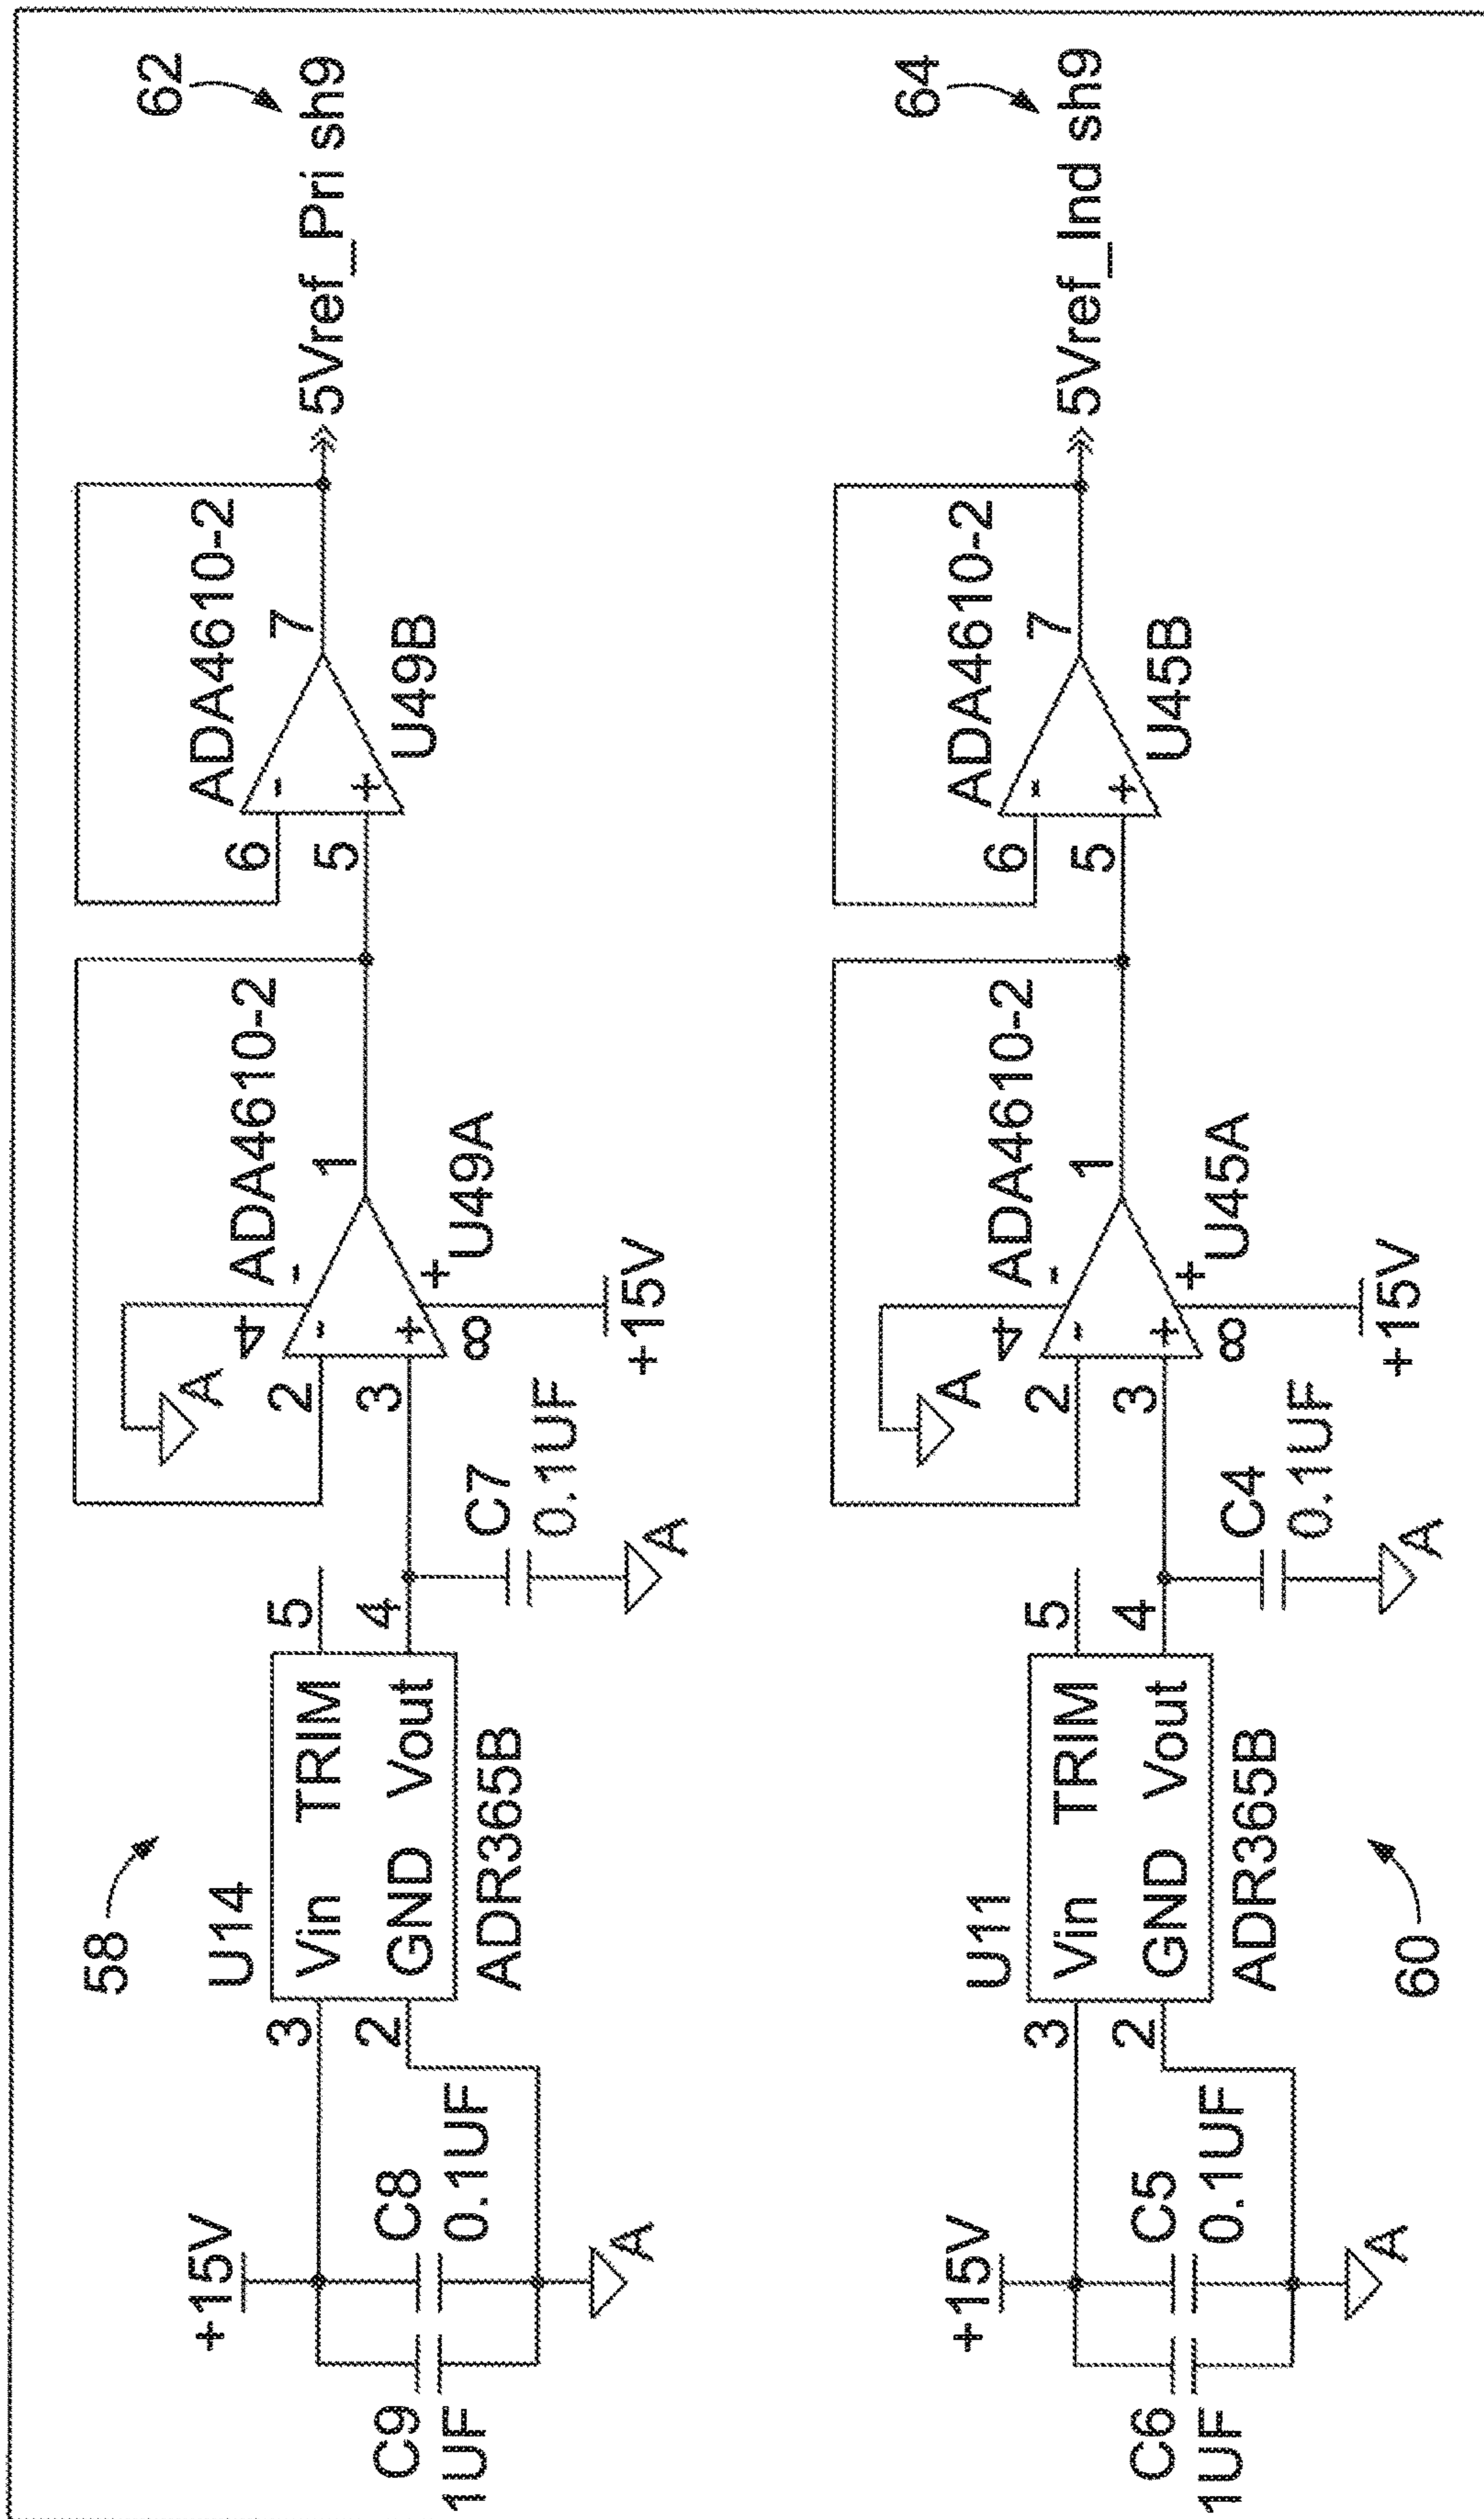 58
62
+15V
C9
1UF
C8
0.1UF
A
U14
3
2
Vin TRIM
GND Vout
ADR365B
5
4
C7
0.1UF
A
A
4
2
3
8
-
+
-
+
ADA4610-2
1
U49A
+15V
6
5
-
+
ADA4610-2
7
U49B
5Vref_Pri sh9
60
64
+15V
C6
1UF
C5
0.1UF
A
U11
3
2
Vin TRIM
GND Vout
ADR365B
5
4
C4
0.1UF
A
A
4
2
3
8
-
+
-
+
ADA4610-2
1
U45A
+15V
6
5
-
+
ADA4610-2
7
U45B
5Vref_Ind sh9